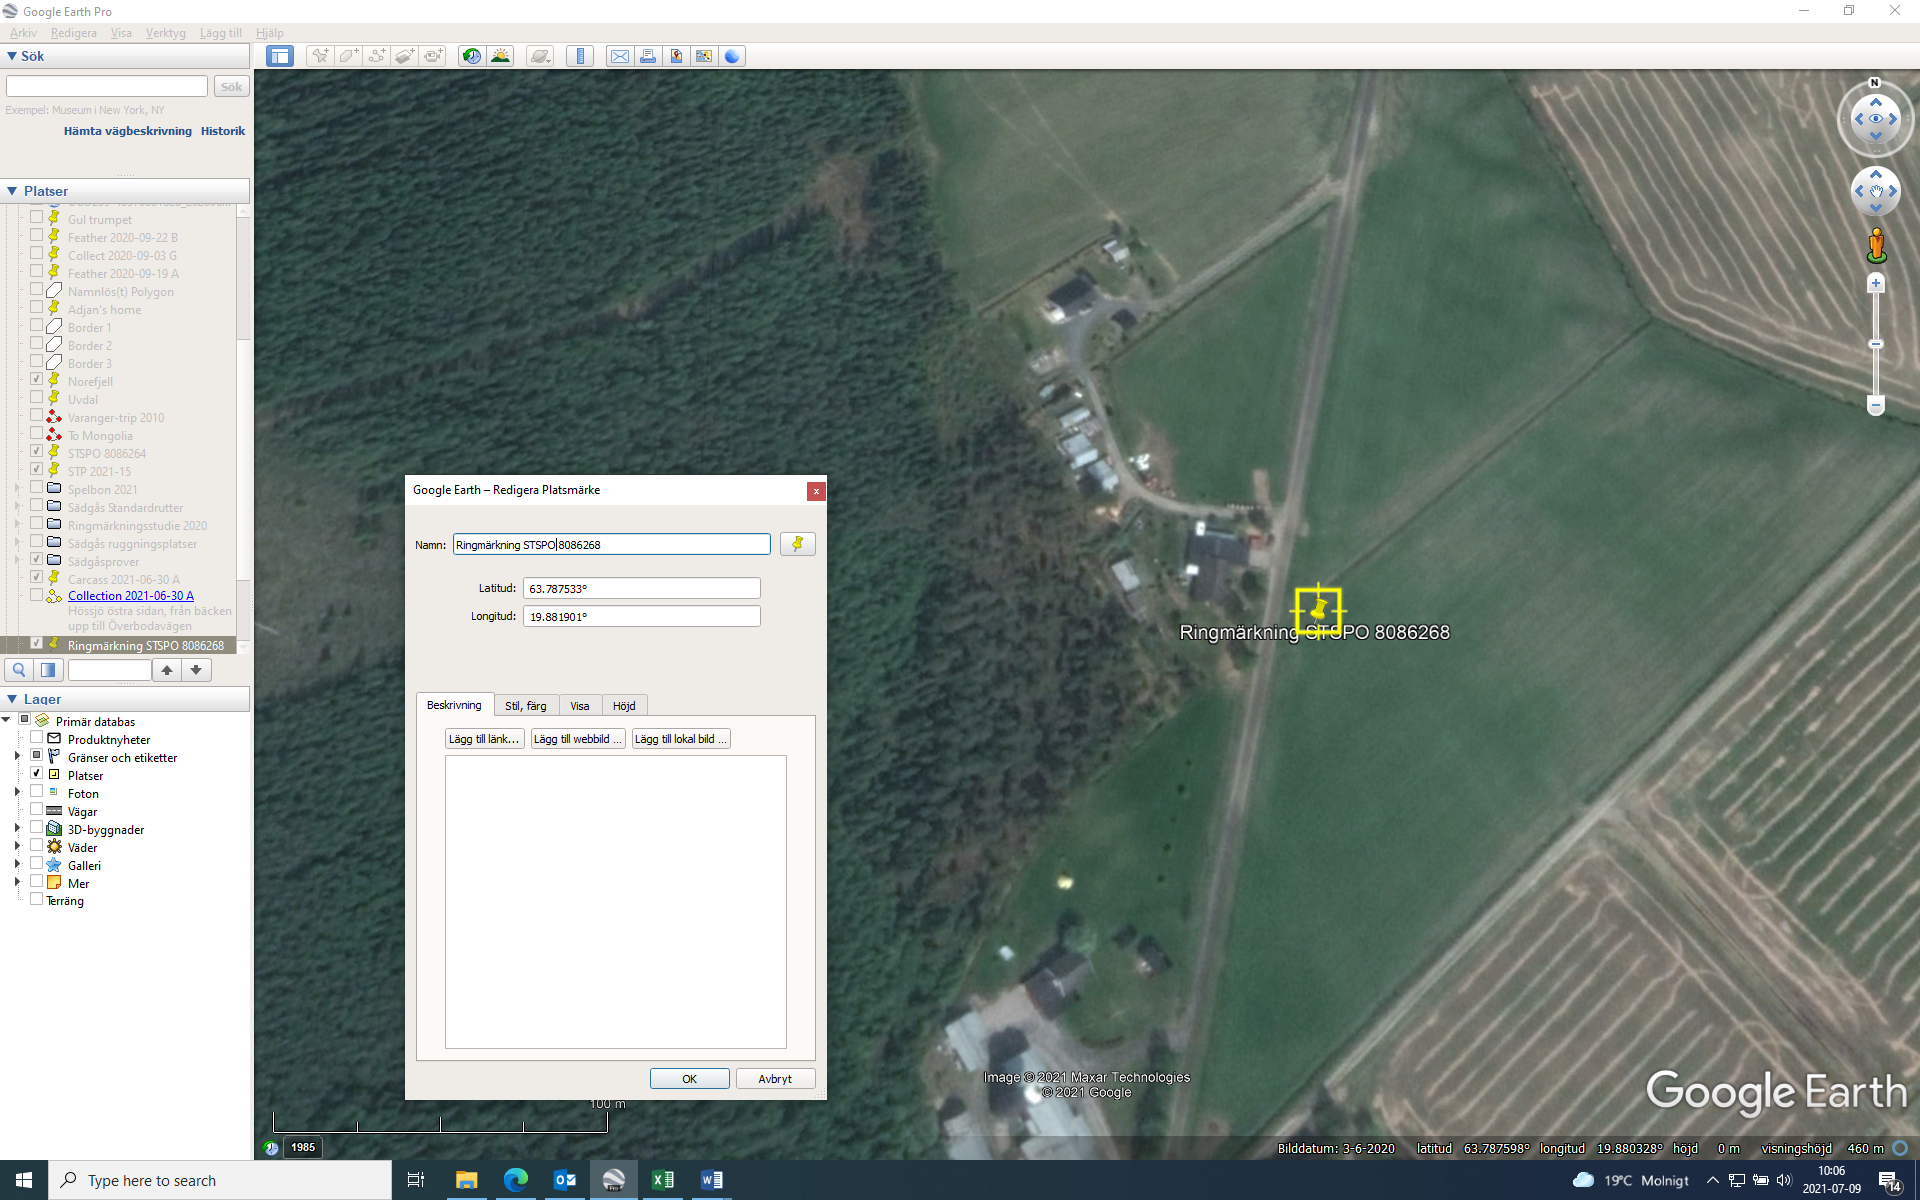 Google Earth Pro
Arkiv Redigera Visa Verktyg Lägg till Hjälp
Sök
Sök
Exempel: Museum i New York, NY
Hämta vägbeskrivning Historik
Platser
Gul trumpet
Feather 2020-09-22 B
Collect 2020-09-03 G
Feather 2020-09-19 A
Namnlös(t) Polygon
Adjan's home
Border 1
Border 2
Border 3
Norefjell
Uvdal
Varanger-trip 2010
To Mongolia
STSPO 8086264
STP 2021-15
Spelbon 2021
Sädgås Standardrutter
Ringmärkningsstudie 2020
Sädgås ruggningsplatser
Sädgåsprover
Carcass 2021-06-30 A
Collection 2021-06-30 A
Hössjö östra sidan, från bäcken
upp till Överbodavägen
Ringmärkning STSPO 8086268
Lager
Primär databas
Produktnyheter
Gränser och etiketter
Platser
Foton
Vägar
3D-byggnader
Väder
Galleri
Mer
Terräng
Google Earth – Redigera Platsmärke
x
Namn: Ringmärkning STSPO 8086268
Latitud: 63.787533°
Longitud: 19.881901°
Beskrivning Stil, färg Visa Höjd
Lägg till länk... Lägg till webbild ... Lägg till lokal bild ...
OK Avbryt
N
Ringmärkning STSPO 8086268
100 m
1985
Image © 2021 Maxar Technologies
© 2021 Google
Google Earth
Bilddatum: 3-6-2020 latitud 63.787598° longitud 19.880328° höjd 0 m visningshöjd 460 m
Type here to search
19°C Molnigt
10:06
2021-07-09
14